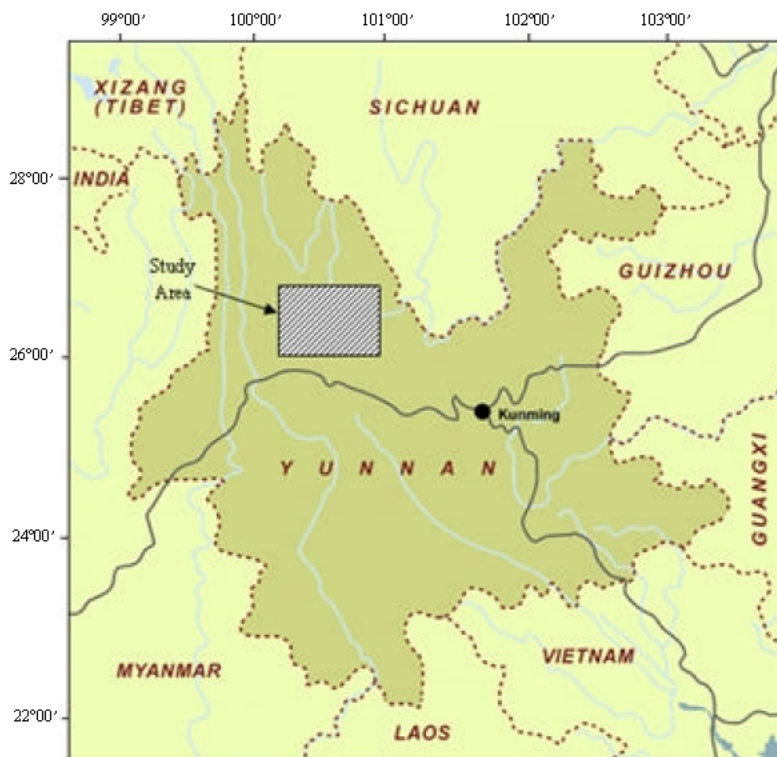 99°00′ 100°00′ 101°00′ 102°00′ 103°00′
XIZANG
(TIBET)
SICHUAN
28°00′
INDIA
GUIZHOU
Study
Area
26°00′
Kunming
YUNNAN
GUANGXI
24°00′
MYANMAR
VIETNAM
22°00′
LAOS